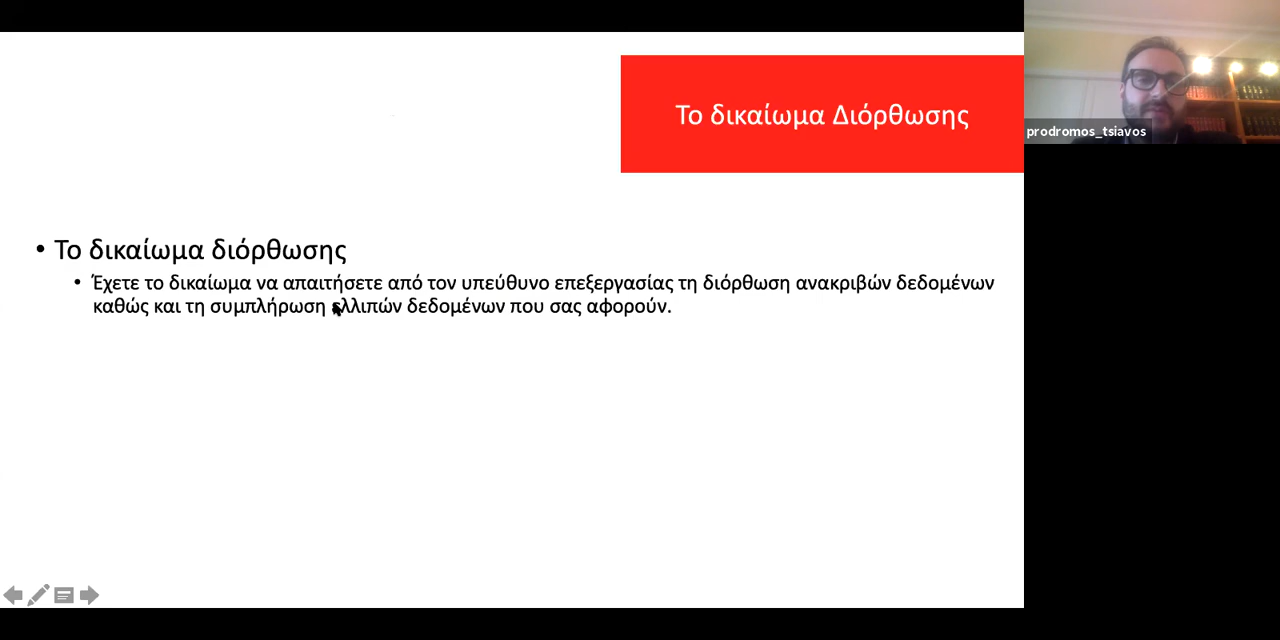 Το δικαίωμα Διόρθωσης
prodromos_tsiavos
• Το δικαίωμα διόρθωσης
• Έχετε το δικαίωμα να απαιτήσετε από τον υπεύθυνο επεξεργασίας τη διόρθωση ανακριβών δεδομένων
καθώς και τη συμπλήρωση ελλιπών δεδομένων που σας αφορούν.